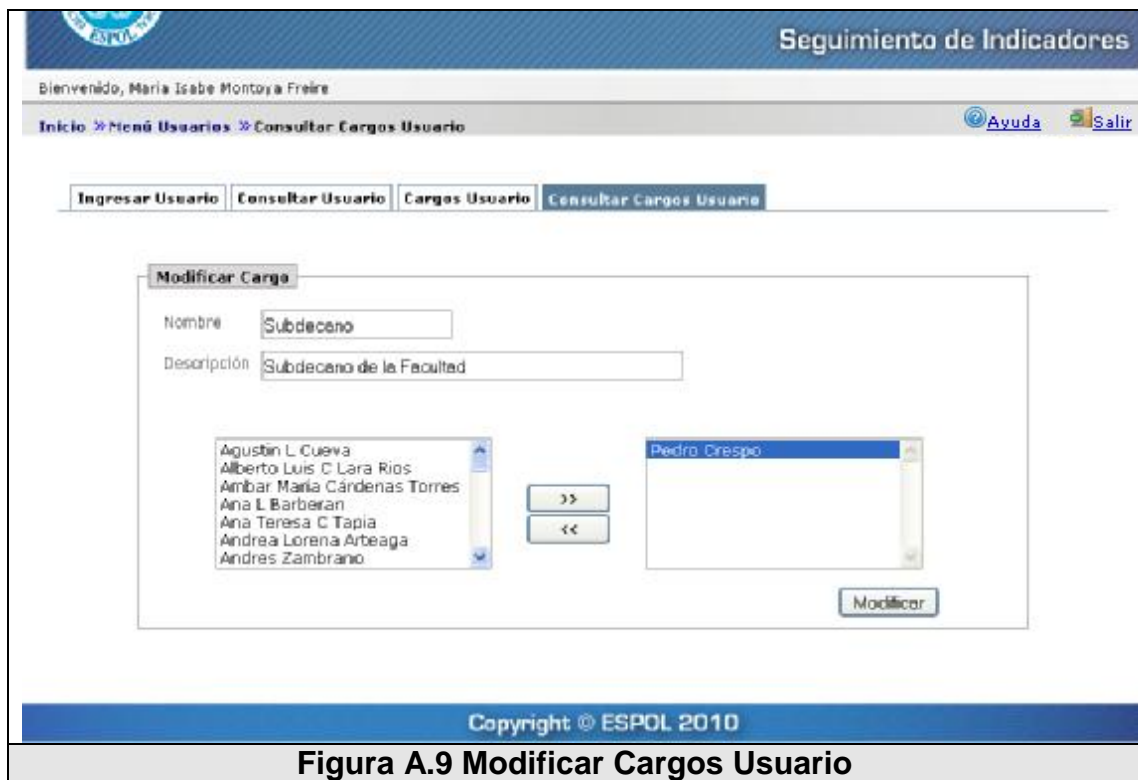 ESPOL
Seguimiento de Indicadores
Bienvenido, Maria Isabe Montoya Freire
Inicio »Menú Usuarios »Consultar Cargos Usuario
Ayuda Salir
Ingresar Usuario Consultar Usuario Cargos Usuario Consultar Cargos Usuario
Modificar Cargo
Nombre Subdecano
Descripción Subdecano de la Facultad
Agustin L Cueva
Alberto Luis C Lara Rios
Ambar María Cárdenas Torres
Ana L Barberan
Ana Teresa C Tapia
Andrea Lorena Arteaga
Andres Zambrano
>>
<<
Pedro Crespo
Modificar
Copyright © ESPOL 2010
Figura A.9 Modificar Cargos Usuario